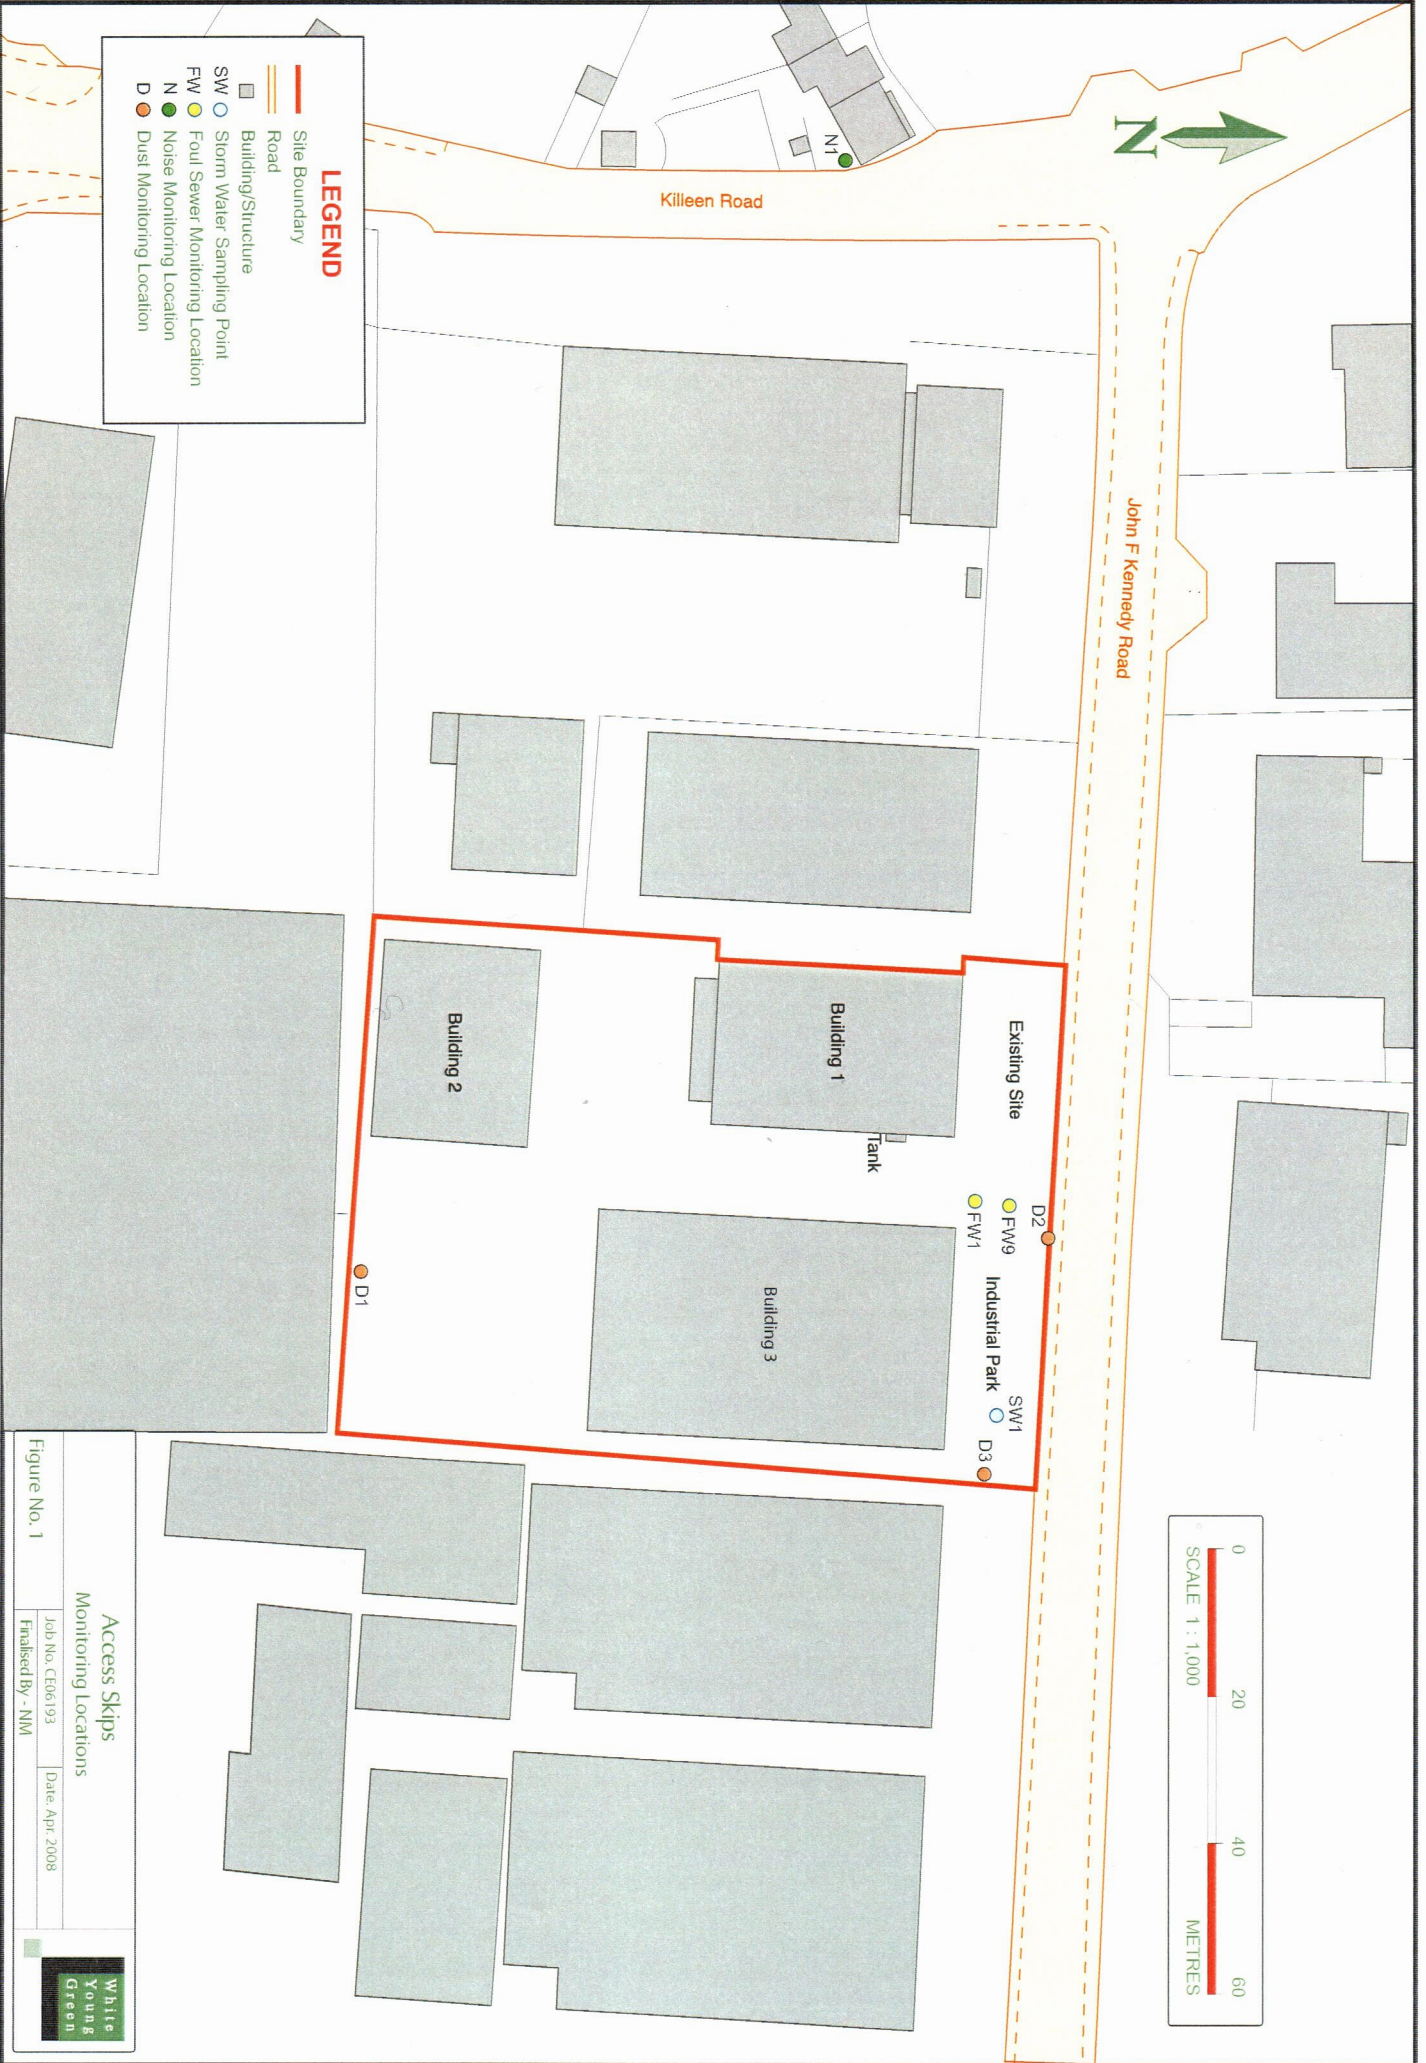 N
John F Kennedy Road
Killeen Road
SCALE 1 : 1,000
0
20
40
60
METRES
N1
D2
FW9
FW1
Existing Site
Industrial Park
SW1
D3
Tank
Building 1
Building 3
Building 2
D1
LEGEND
Site Boundary
Road
Building/Structure
SW Storm Water Sampling Point
FW Foul Sewer Monitoring Location
N Noise Monitoring Location
D Dust Monitoring Location
Access Skips
Monitoring Locations
Job No. CE06193
Date. Apr. 2008
Figure No. 1
Finalised By - NM
White
Young
Green